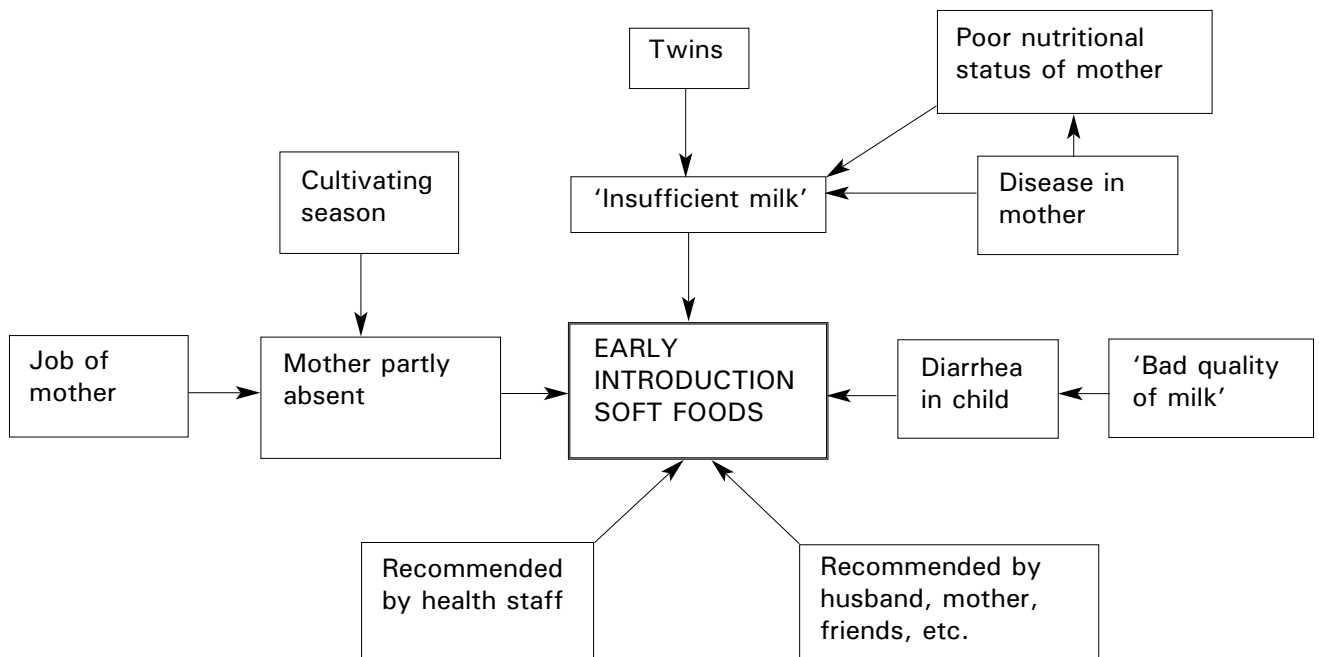 Twins
Poor nutritional
status of mother
Cultivating
season
‘Insufficient milk’
Disease in
mother
Job of
mother
Mother partly
absent
EARLY
INTRODUCTION
SOFT FOODS
Diarrhea
in child
‘Bad quality
of milk’
Recommended
by health staff
Recommended by
husband, mother,
friends, etc.